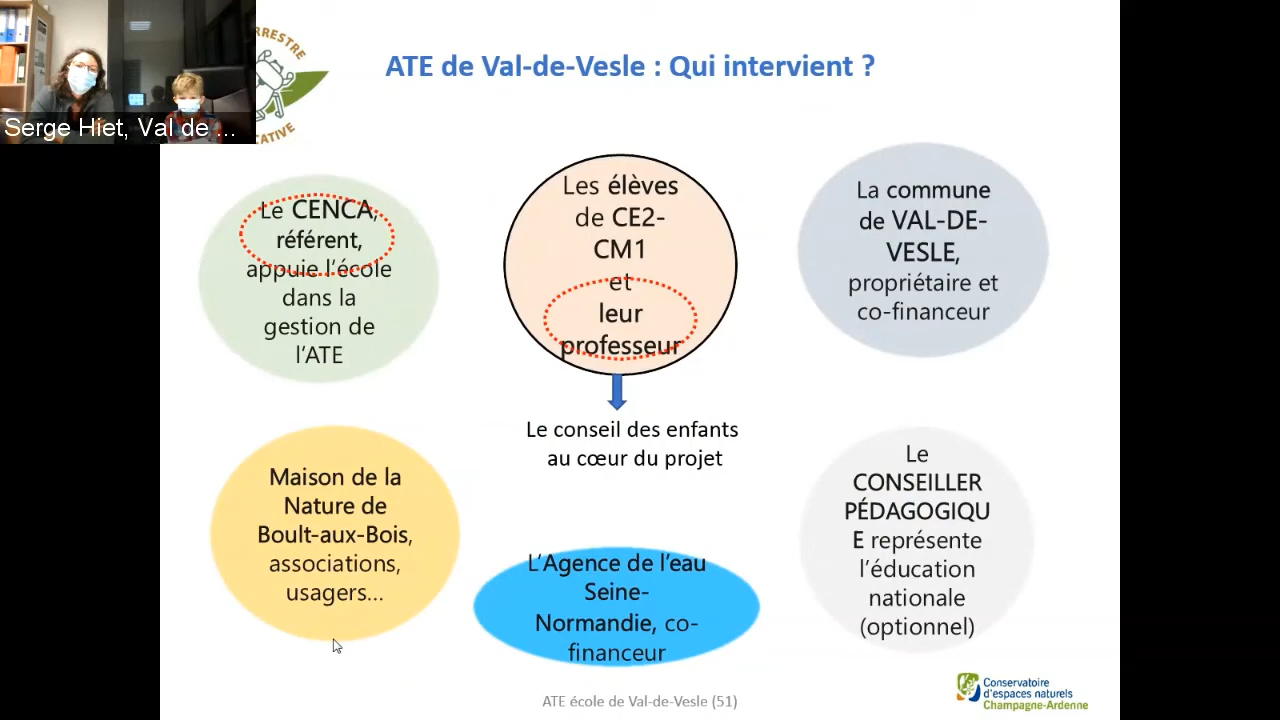 RRESTRE
CATIVE
Serge Hiet, Val de ...
ATE de Val-de-Vesle : Qui intervient ?
Le CENCA,
référent,
appuie l'école
dans la
gestion de
l'ATE
Les élèves
de CE2-
CM1
et
leur
professeur
La commune
de VAL-DE-
VESLE,
propriétaire et
co-financeur
Le conseil des enfants
au cœur du projet
Maison de la
Nature de
Boult-aux-Bois,
associations,
usagers...
L'Agence de l'eau
Seine-
Normandie, co-
financeur
Le
CONSEILLER
PÉDAGOGIQU
E représente
l'éducation
nationale
(optionnel)
ATE école de Val-de-Vesle (51)
Conservatoire
d'espaces naturels
Champagne-Ardenne